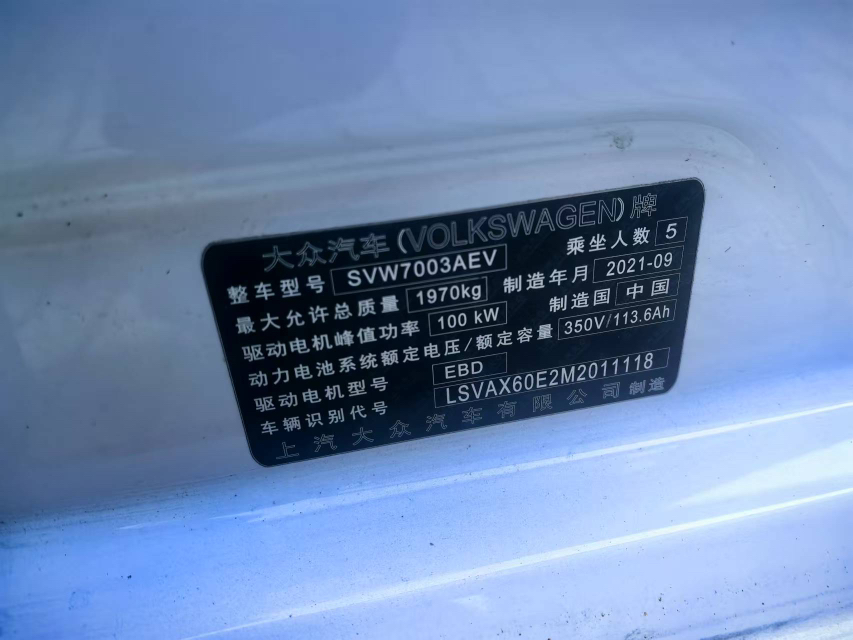 大众汽车(VOLKSWAGEN)牌
整车型号 SVW7003AEV 乘坐人数 5
最大允许总质量 1970kg 制造年月 2021-09
驱动电机峰值功率 100 kW 制造国 中国
动力电池系统额定电压/额定容量 350V/113.6Ah
驱动电机型号 EBD
车辆识别代号 LSVAX60E2M2011118
上汽大众汽车有限公司 制造